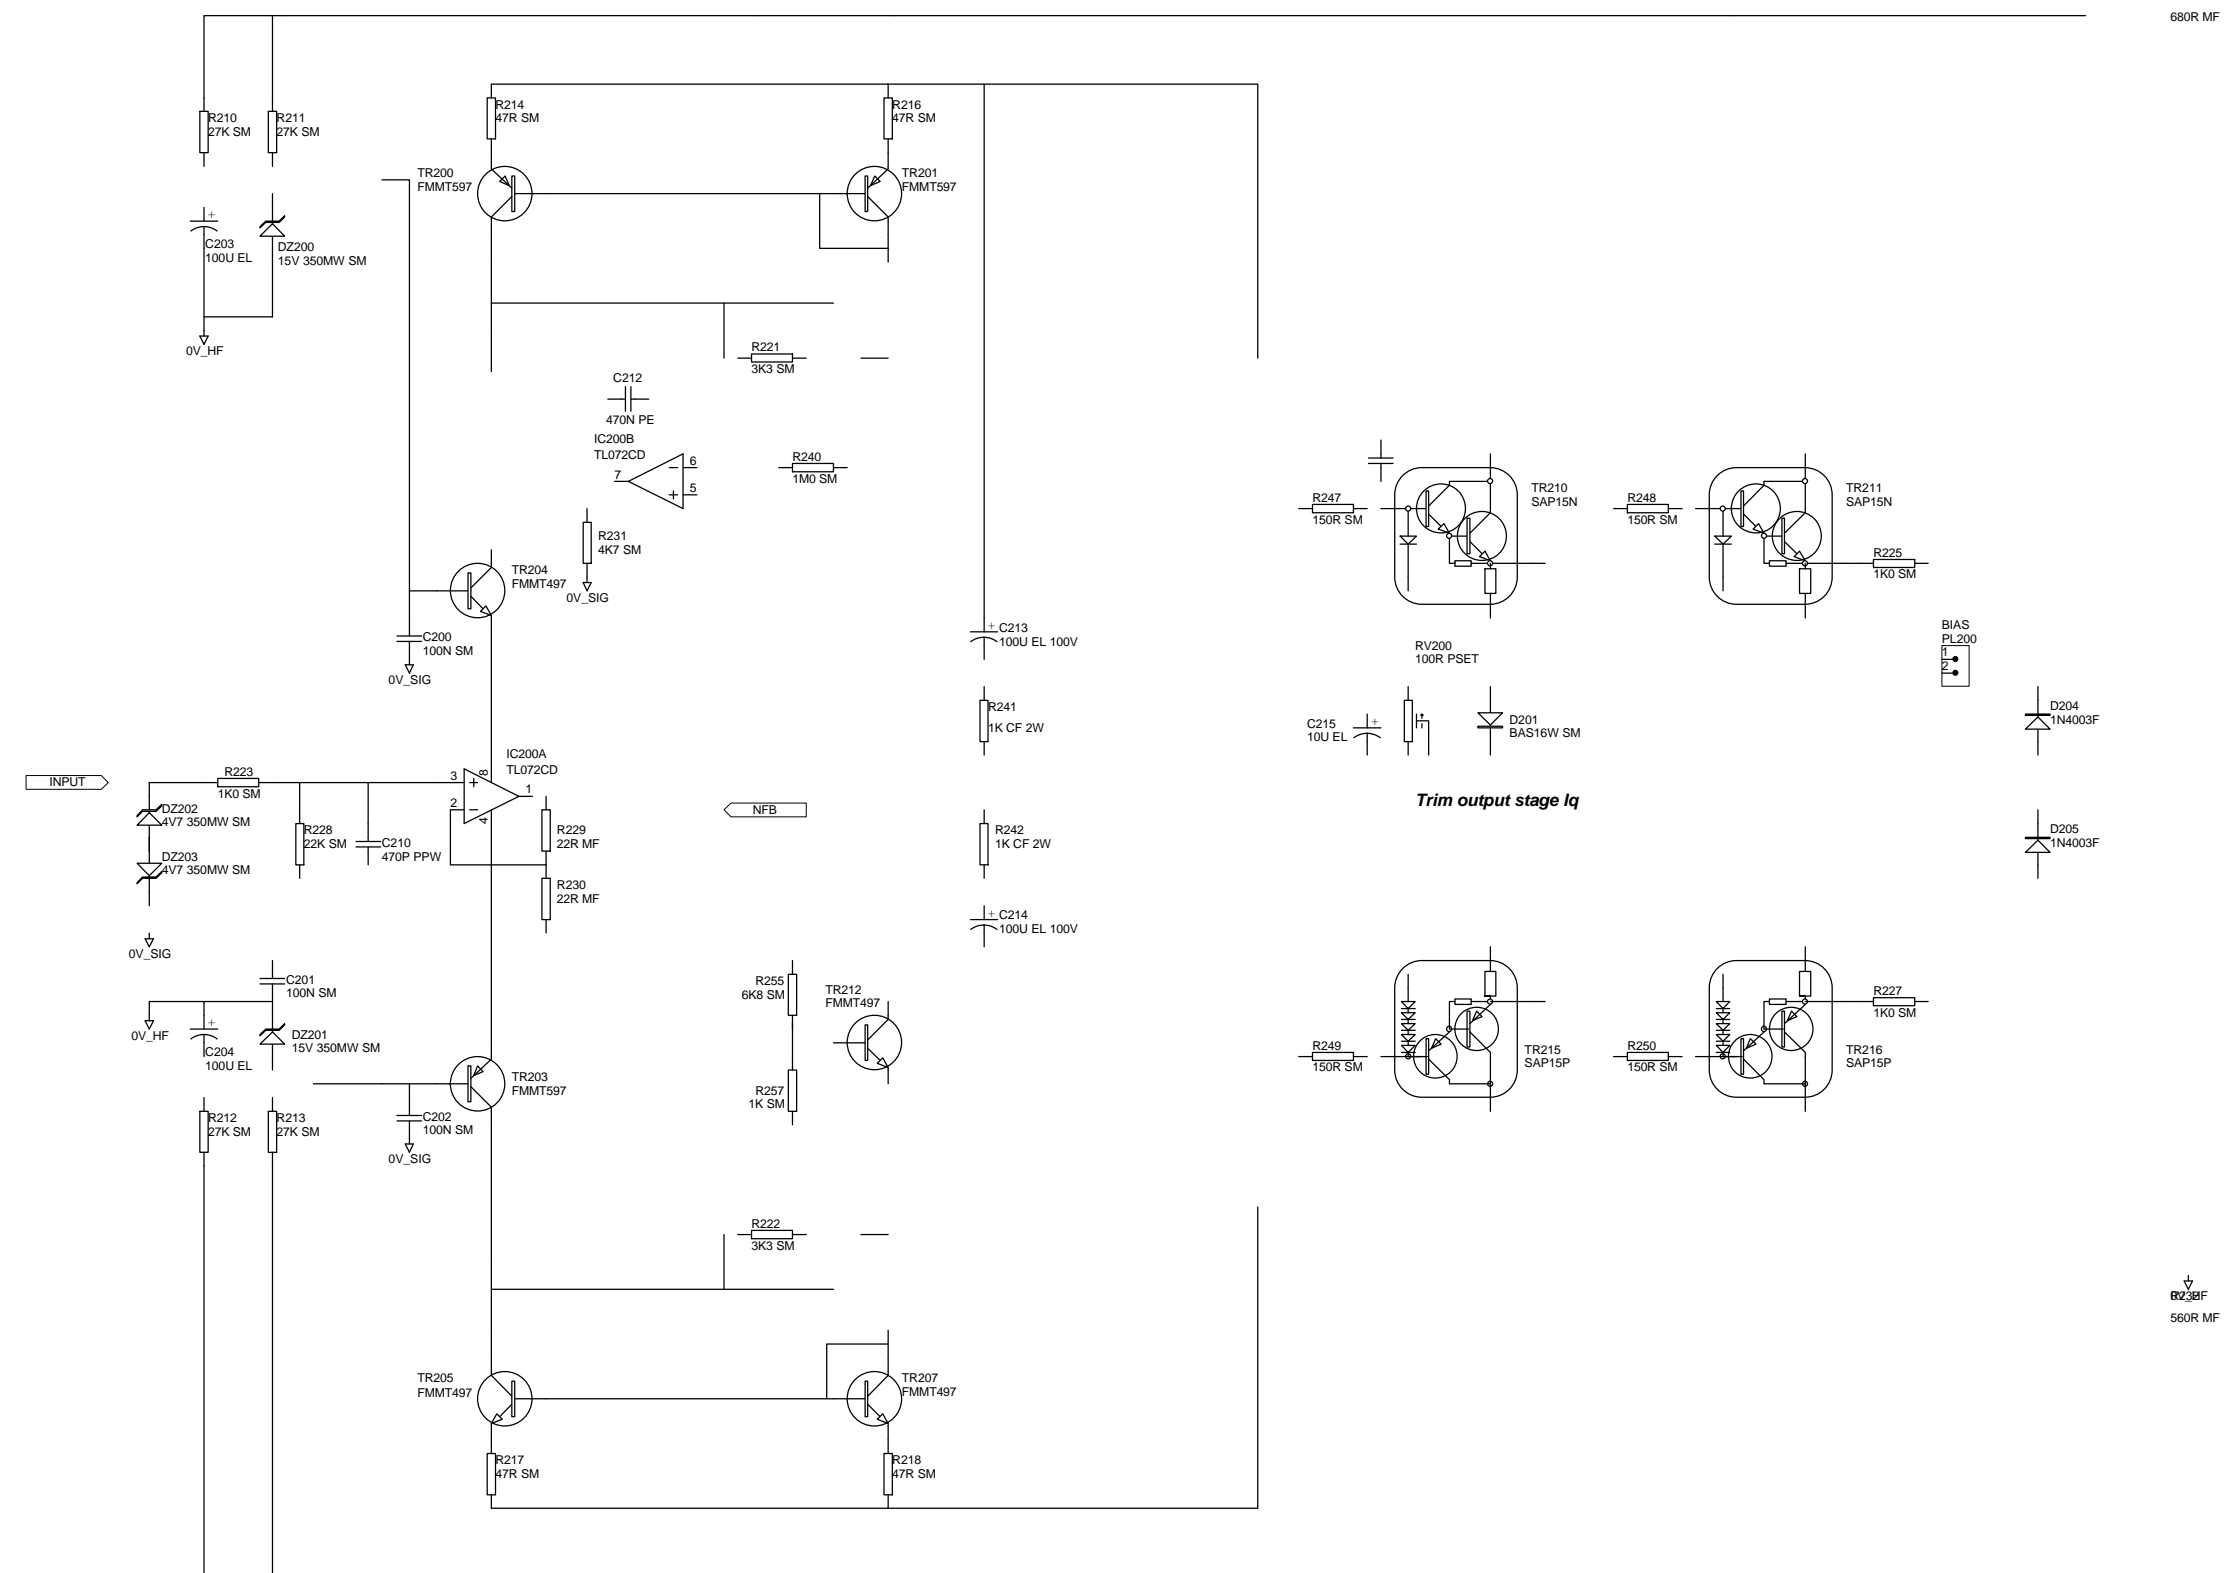 680R MF
R210
27K SM
R211
27K SM
R214
47R SM
R216
47R SM
TR200
FMMT597
TR201
FMMT597
+
C203
100U EL
DZ200
15V 350MW SM
0V_HF
R221
3K3 SM
C212
470N PE
IC200B
TL072CD
7
6
5
R240
1M0 SM
R231
4K7 SM
0V_SIG
TR204
FMMT497
C200
100N SM
0V_SIG
R247
150R SM
TR210
SAP15N
R248
150R SM
TR211
SAP15N
R225
1K0 SM
+
C213
100U EL 100V
BIAS
PL200
1
2
RV200
100R PSET
R241
1K CF 2W
C215
10U EL
+
D201
BAS16W SM
D204
1N4003F
INPUT
R223
1K0 SM
IC200A
TL072CD
3
2
8
4
1
DZ202
4V7 350MW SM
DZ203
4V7 350MW SM
R228
22K SM
C210
470P PPW
R229
22R MF
R230
22R MF
NFB
Trim output stage Iq
R242
1K CF 2W
D205
1N4003F
+
C214
100U EL 100V
0V_SIG
C201
100N SM
0V_HF
+
C204
100U EL
DZ201
15V 350MW SM
R255
6K8 SM
TR212
FMMT497
R257
1K SM
TR203
FMMT597
C202
100N SM
0V_SIG
R212
27K SM
R213
27K SM
R249
150R SM
TR215
SAP15P
R250
150R SM
TR216
SAP15P
R227
1K0 SM
R222
3K3 SM
560R MF
TR205
FMMT497
TR207
FMMT497
R217
47R SM
R218
47R SM